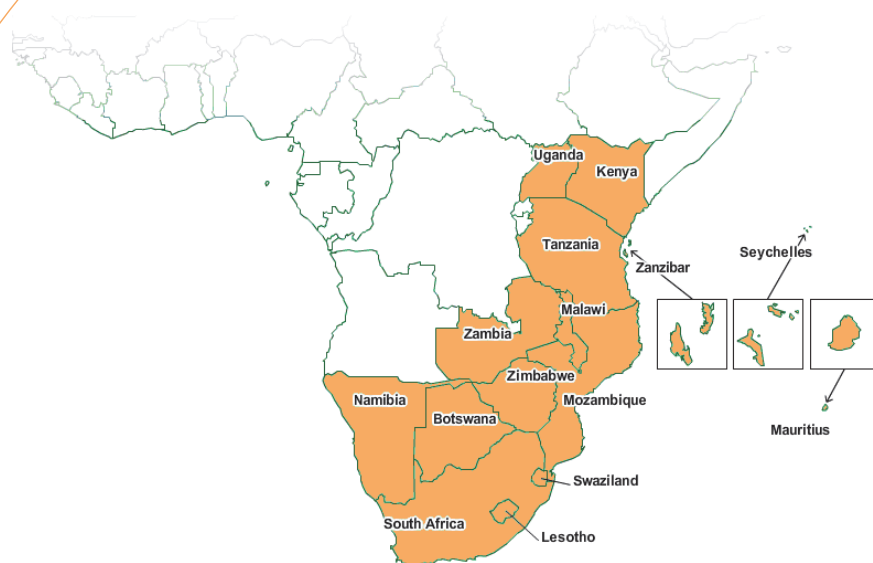 Uganda
Kenya
Tanzania
Seychelles
Zanzibar
Malawi
Zambia
Zimbabwe
Namibia
Mozambique
Botswana
Mauritius
Swaziland
South Africa
Lesotho